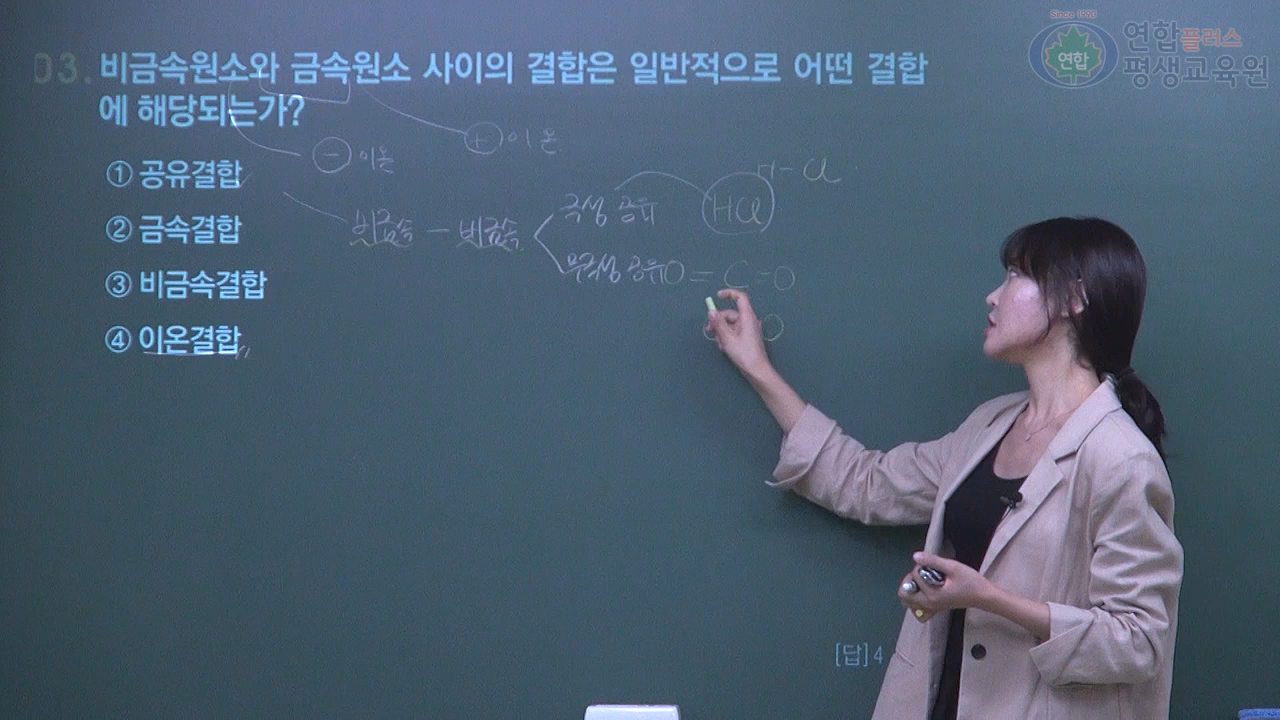 Since 1990
연합
연합플러스
평생교육원
03. 비금속원소와 금속원소 사이의 결합은 일반적으로 어떤 결합
에 해당되는가?
① 공유결합
② 금속결합
③ 비금속결합
④ 이온결합
- 이온
+ 이온
비금속 - 비금속
극성 공유
HCl
H-Cl
무극성 공유
O=C=O
[답] 4